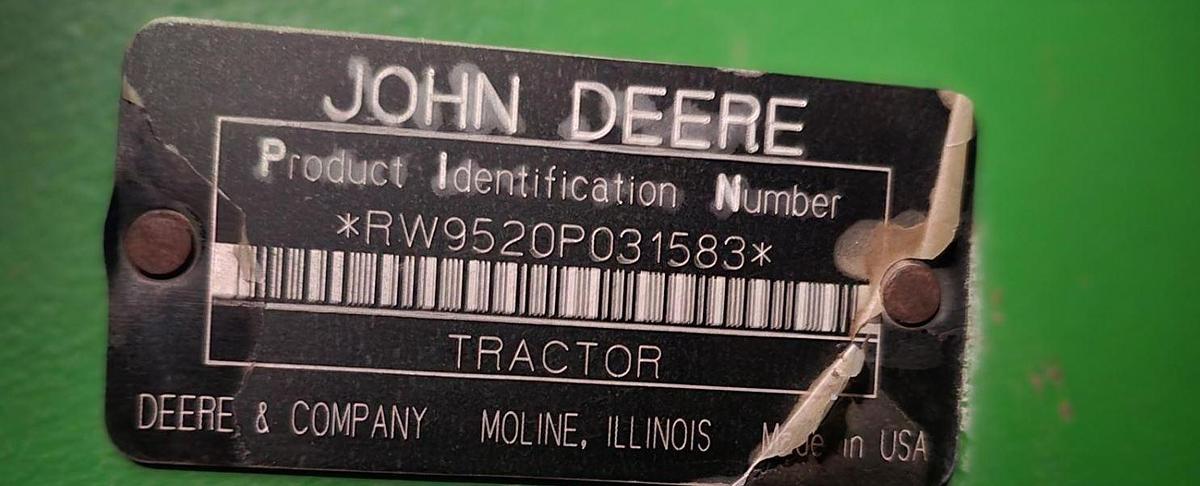 JOHN DEERE
Product Identification Number
*RW9520P031583*
TRACTOR
DEERE & COMPANY MOLINE, ILLINOIS Made in USA